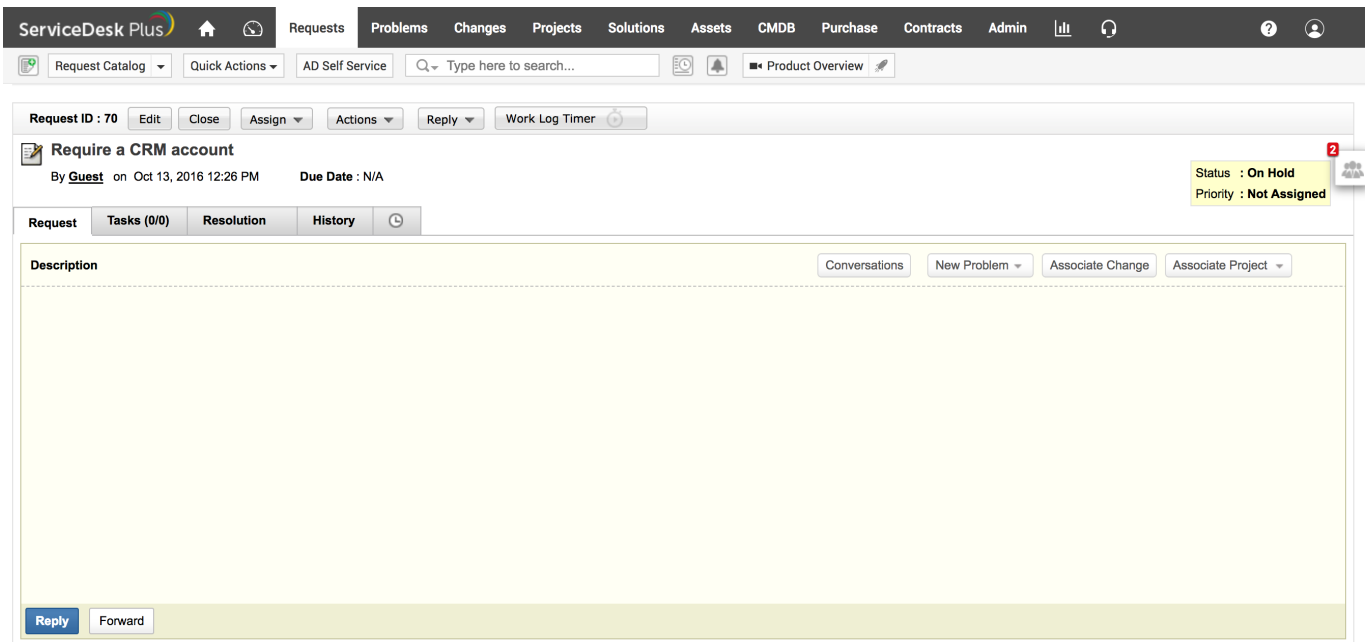 ServiceDesk Plus Requests Problems Changes Projects Solutions Assets CMDB Purchase Contracts Admin ?
Request Catalog Quick Actions AD Self Service Type here to search... Product Overview
Request ID : 70 Edit Close Assign Actions Reply Work Log Timer
Require a CRM account 2
By Guest on Oct 13, 2016 12:26 PM Due Date : N/A Status : On Hold
Priority : Not Assigned
Request Tasks (0/0) Resolution History
Description Conversations New Problem Associate Change Associate Project
Reply Forward